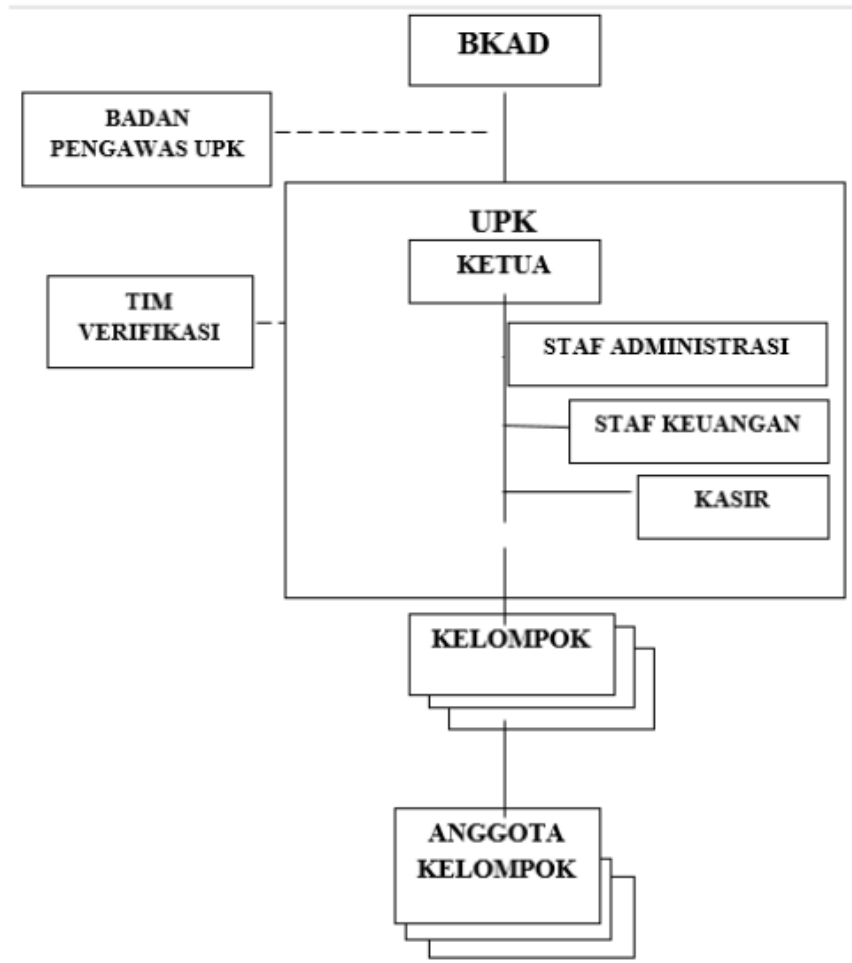 BKAD
BADAN
PENGAWAS UPK
UPK
KETUA
TIM
VERIFIKASI
STAF ADMINISTRASI
STAF KEUANGAN
KASIR
KELOMPOK
ANGGOTA
KELOMPOK